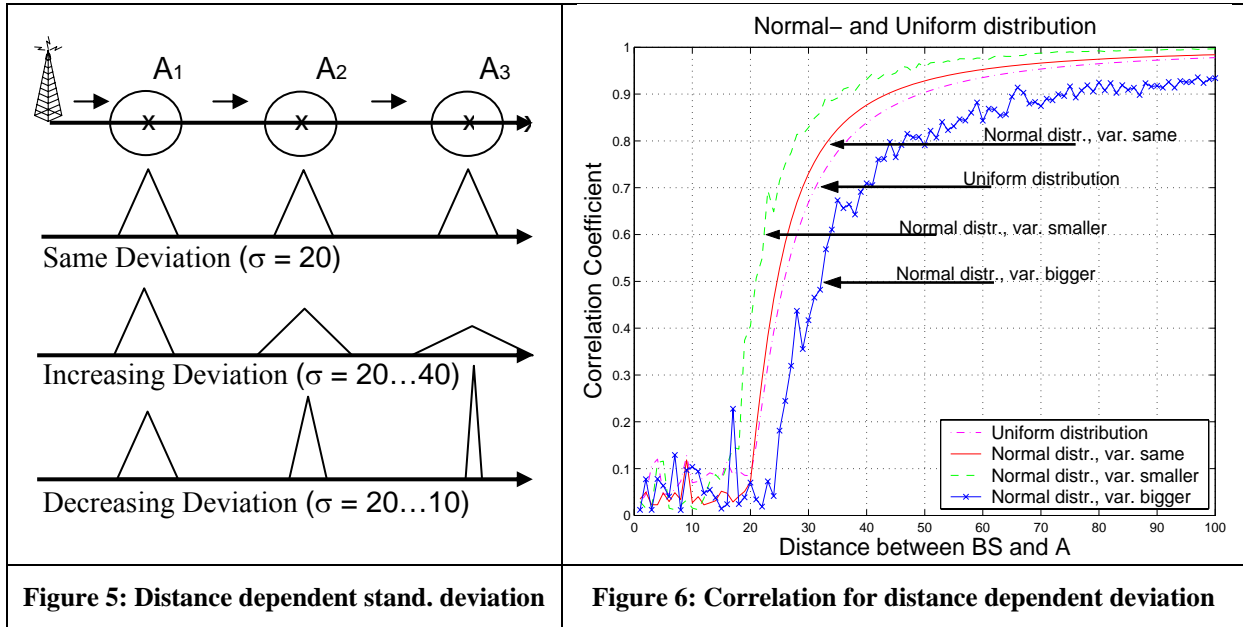 A1 A2 A3
x x x x
Same Deviation (σ = 20)
Increasing Deviation (σ = 20...40)
Decreasing Deviation (σ = 20...10)
Figure 5: Distance dependent stand. deviation
Normal− and Uniform distribution
1
0.9
0.8
0.7
0.6
0.5
0.4
0.3
0.2
0.1
0
Correlation Coefficient
Normal distr., var. same
Uniform distribution
Normal distr., var. smaller
Normal distr., var. bigger
Uniform distribution
Normal distr., var. same
Normal distr., var. smaller
Normal distr., var. bigger
0 10 20 30 40 50 60 70 80 90 100
Distance between BS and A
Figure 6: Correlation for distance dependent deviation